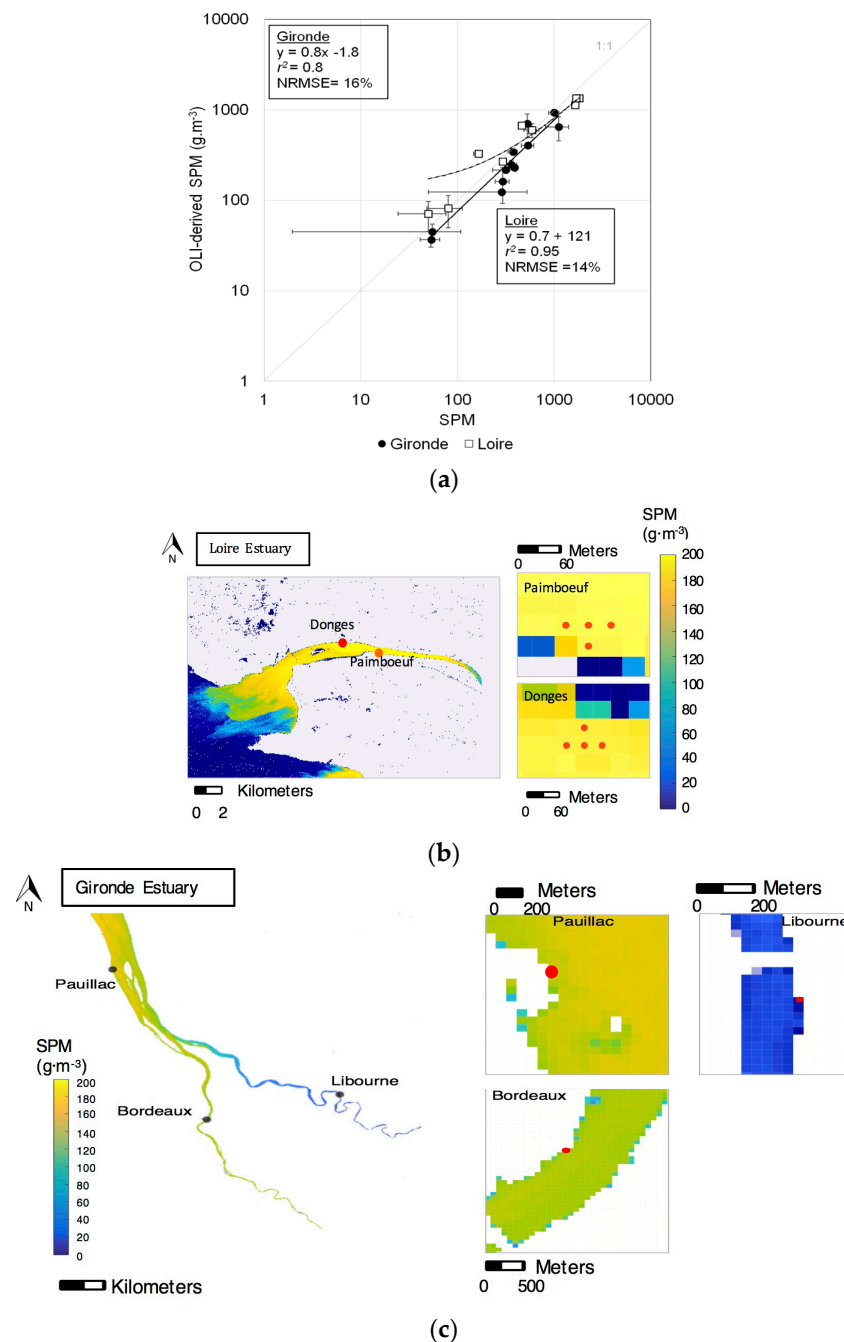 10000
1000
100
10
1
OLI-derived SPM (g.m-3)
Gironde
y = 0.8x -1.8
r2 = 0.8
NRMSE= 16%
1:1
Loire
y = 0.7 + 121
r2 = 0.95
NRMSE =14%
1 10 100 1000 10000
SPM
Gironde Loire
(a)
N
Loire Estuary
Donges
Paimboeuf
0 2 Kilometers
Meters
0 60
Paimboeuf
Donges
Meters
0 60
SPM
(g·m-3)
200
180
160
140
120
100
80
60
40
20
0
(b)
N
Gironde Estuary
Pauillac
Libourne
Bordeaux
SPM
(g·m-3)
200
180
160
140
120
100
80
60
40
20
0
Kilometers
Meters
0 200
Pauillac
Meters
0 200
Libourne
Bordeaux
Meters
0 500
(c)